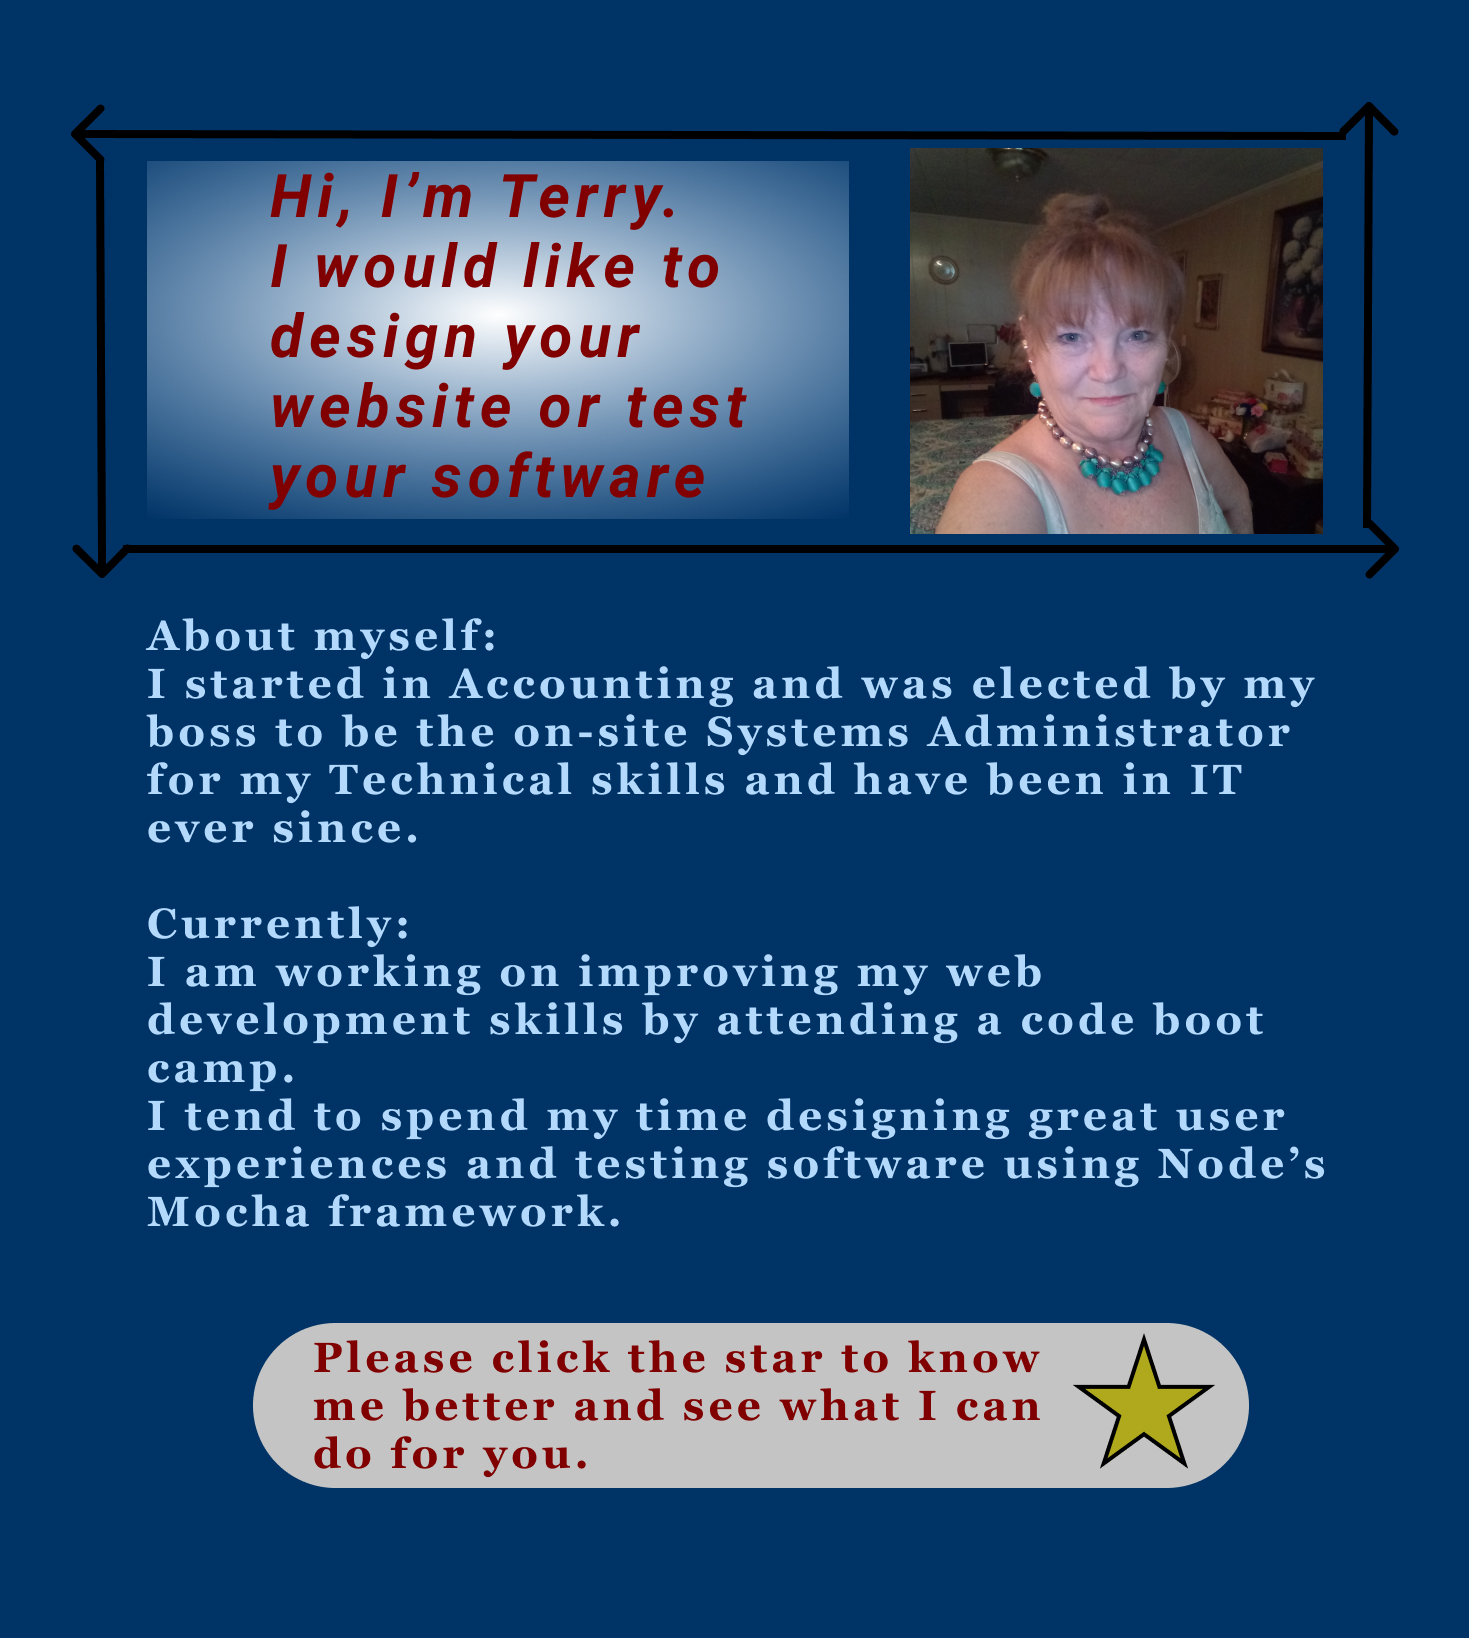 Hi, I’m Terry.
I would like to
design your
website or test
your software
About myself:
I started in Accounting and was elected by my
boss to be the on-site Systems Administrator
for my Technical skills and have been in IT
ever since.
Currently:
I am working on improving my web
development skills by attending a code boot
camp.
I tend to spend my time designing great user
experiences and testing software using Node’s
Mocha framework.
Please click the star to know
me better and see what I can
do for you.